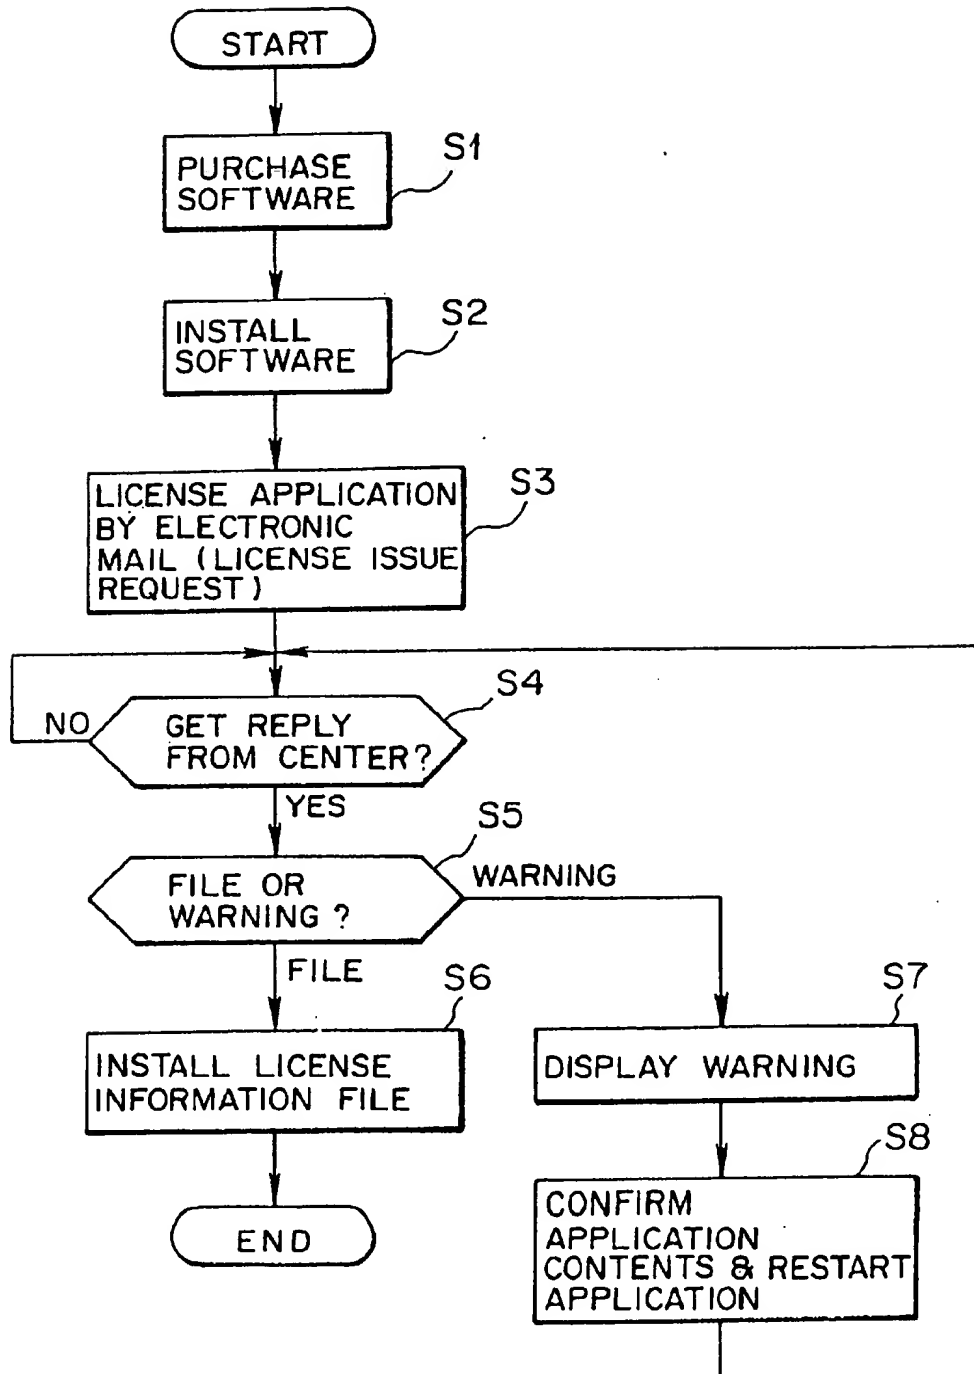 START
S1
PURCHASE
SOFTWARE
S2
INSTALL
SOFTWARE
S3
LICENSE APPLICATION
BY ELECTRONIC
MAIL (LICENSE ISSUE
REQUEST)
S4
NO
GET REPLY
FROM CENTER?
YES
S5
FILE OR
WARNING?
WARNING
FILE
S6
INSTALL LICENSE
INFORMATION FILE
END
S7
DISPLAY WARNING
S8
CONFIRM
APPLICATION
CONTENTS & RESTART
APPLICATION